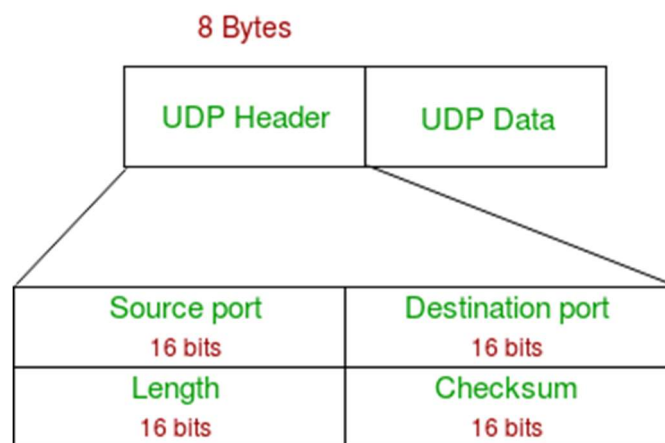 8 Bytes
UDP Header UDP Data
Source port Destination port
16 bits 16 bits
Length Checksum
16 bits 16 bits